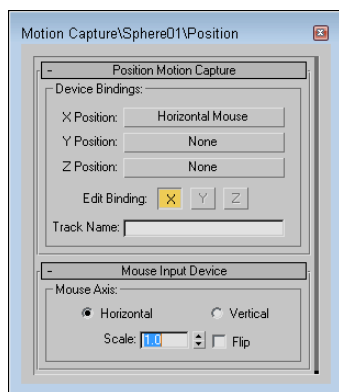 Motion Capture\Sphere01\Position
- Position Motion Capture
Device Bindings:
X Position: Horizontal Mouse
Y Position: None
Z Position: None
Edit Binding: X Y Z
Track Name:
- Mouse Input Device
Mouse Axis:
Horizontal Vertical
Scale: 1.0 Flip